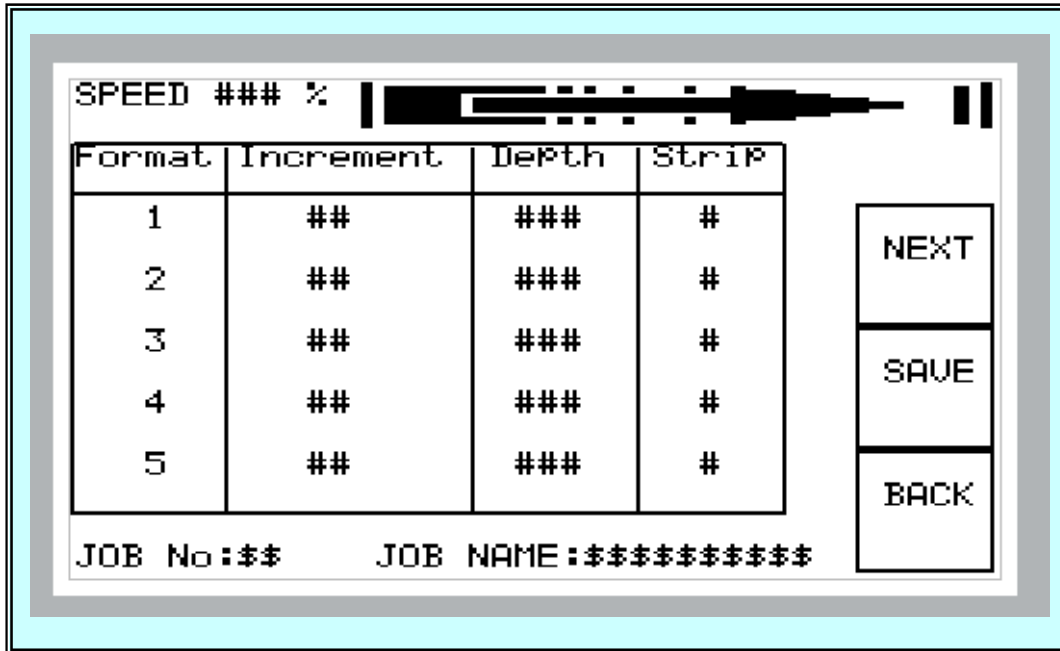 SPEED ### %
Format Increment Depth Strip
1 ## ### #
2 ## ### #
3 ## ### #
4 ## ### #
5 ## ### #
NEXT
SAVE
BACK
JOB No:$$ JOB NAME:$$$$$$$$$$